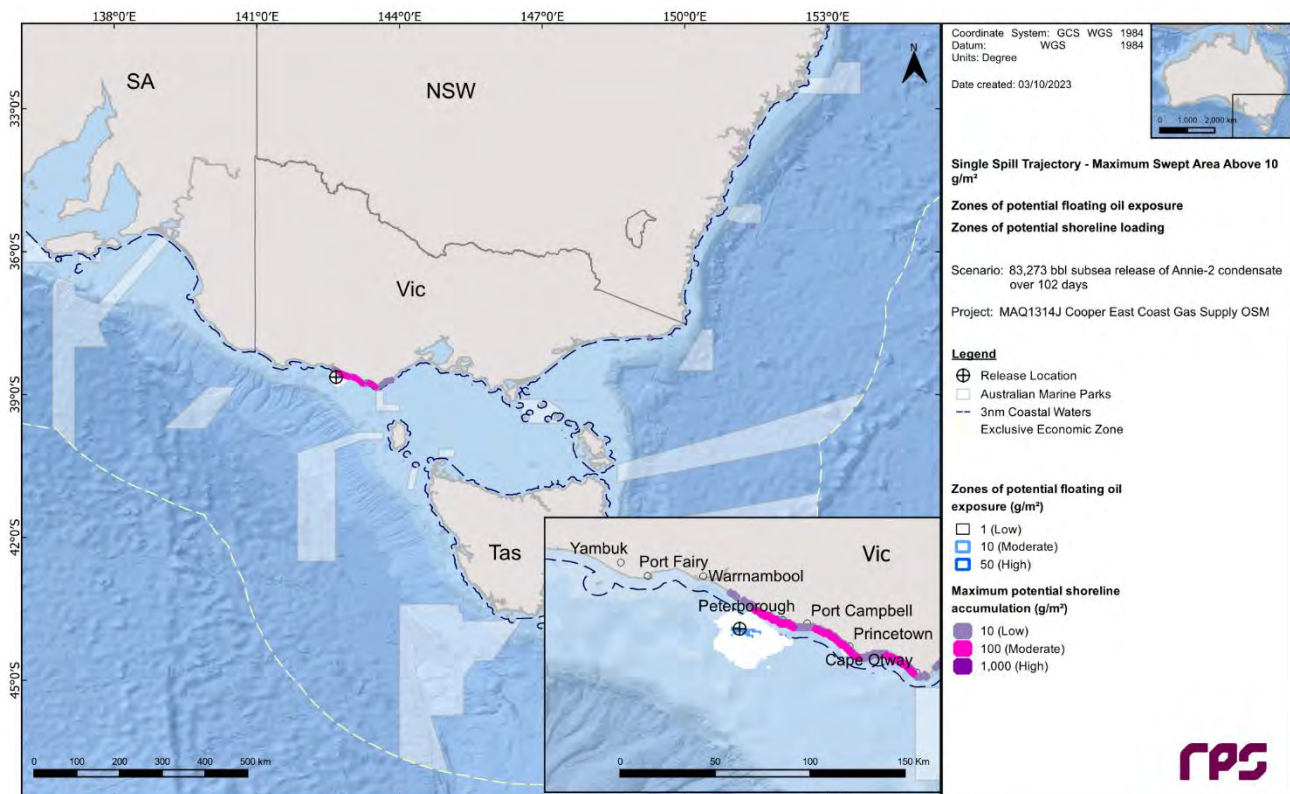 138°0'E
141°0'E
144°0'E
147°0'E
150°0'E
153°0'E
33°0'S
36°0'S
39°0'S
42°0'S
45°0'S
SA
NSW
Vic
Tas
N
0 100 200 300 400 500 km
Yambuk
Port Fairy
Warrnambool
Vic
Peterborough
Port Campbell
Princetown
Cape Otway
0 50 100 150 Km
Coordinate System: GCS WGS 1984
Datum: WGS 1984
Units: Degree
Date created: 03/10/2023
0 1,000 2,000 km
Single Spill Trajectory - Maximum Swept Area Above 10
g/m²
Zones of potential floating oil exposure
Zones of potential shoreline loading
Scenario: 83,273 bbl subsea release of Annie-2 condensate
over 102 days
Project: MAQ1314J Cooper East Coast Gas Supply OSM
Legend
Release Location
Australian Marine Parks
3nm Coastal Waters
Exclusive Economic Zone
Zones of potential floating oil
exposure (g/m²)
1 (Low)
10 (Moderate)
50 (High)
Maximum potential shoreline
accumulation (g/m²)
10 (Low)
100 (Moderate)
1,000 (High)
rps